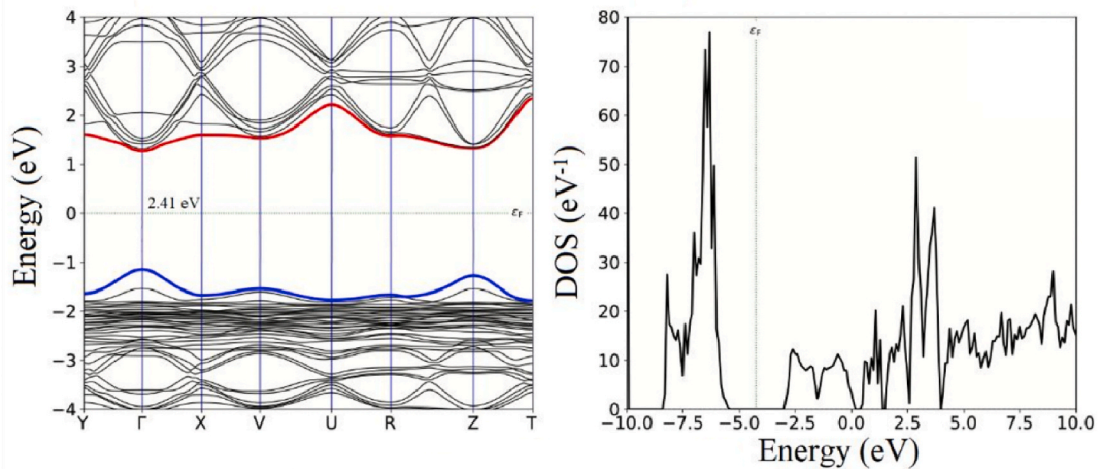 4
3
2
1
0
−1
−2
−3
−4
Energy (eV)
2.41 eV
εF
Y Γ X V U R Z T
80
70
60
50
40
30
20
10
0
DOS (eV-1)
εF
−10.0 −7.5 −5.0 −2.5 0.0 2.5 5.0 7.5 10.0
Energy (eV)